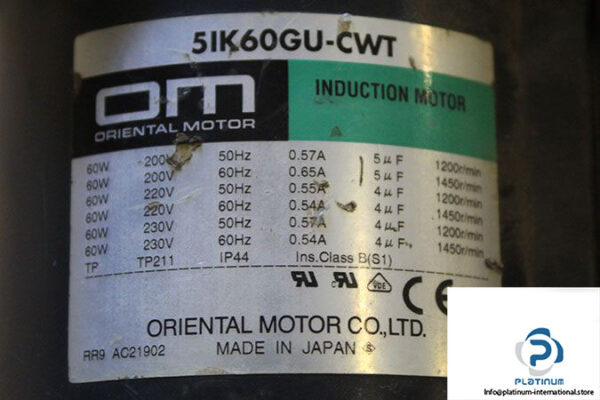 5IK60GU-CWT
om
ORIENTAL MOTOR
INDUCTION MOTOR
60W 200V 50Hz 0.57A 5μF 1200r/min
60W 200V 60Hz 0.65A 5μF 1450r/min
60W 220V 50Hz 0.55A 4μF 1200r/min
60W 220V 60Hz 0.54A 4μF 1450r/min
60W 230V 50Hz 0.57A 4μF 1200r/min
60W 230V 60Hz 0.54A 4μF 1450r/min
TP TP211 IP44 Ins.Class B(S1)
VDE CE
ORIENTAL MOTOR CO.,LTD.
RR9 AC21902 MADE IN JAPAN S
PLATINUM
Info@platinum-international.store